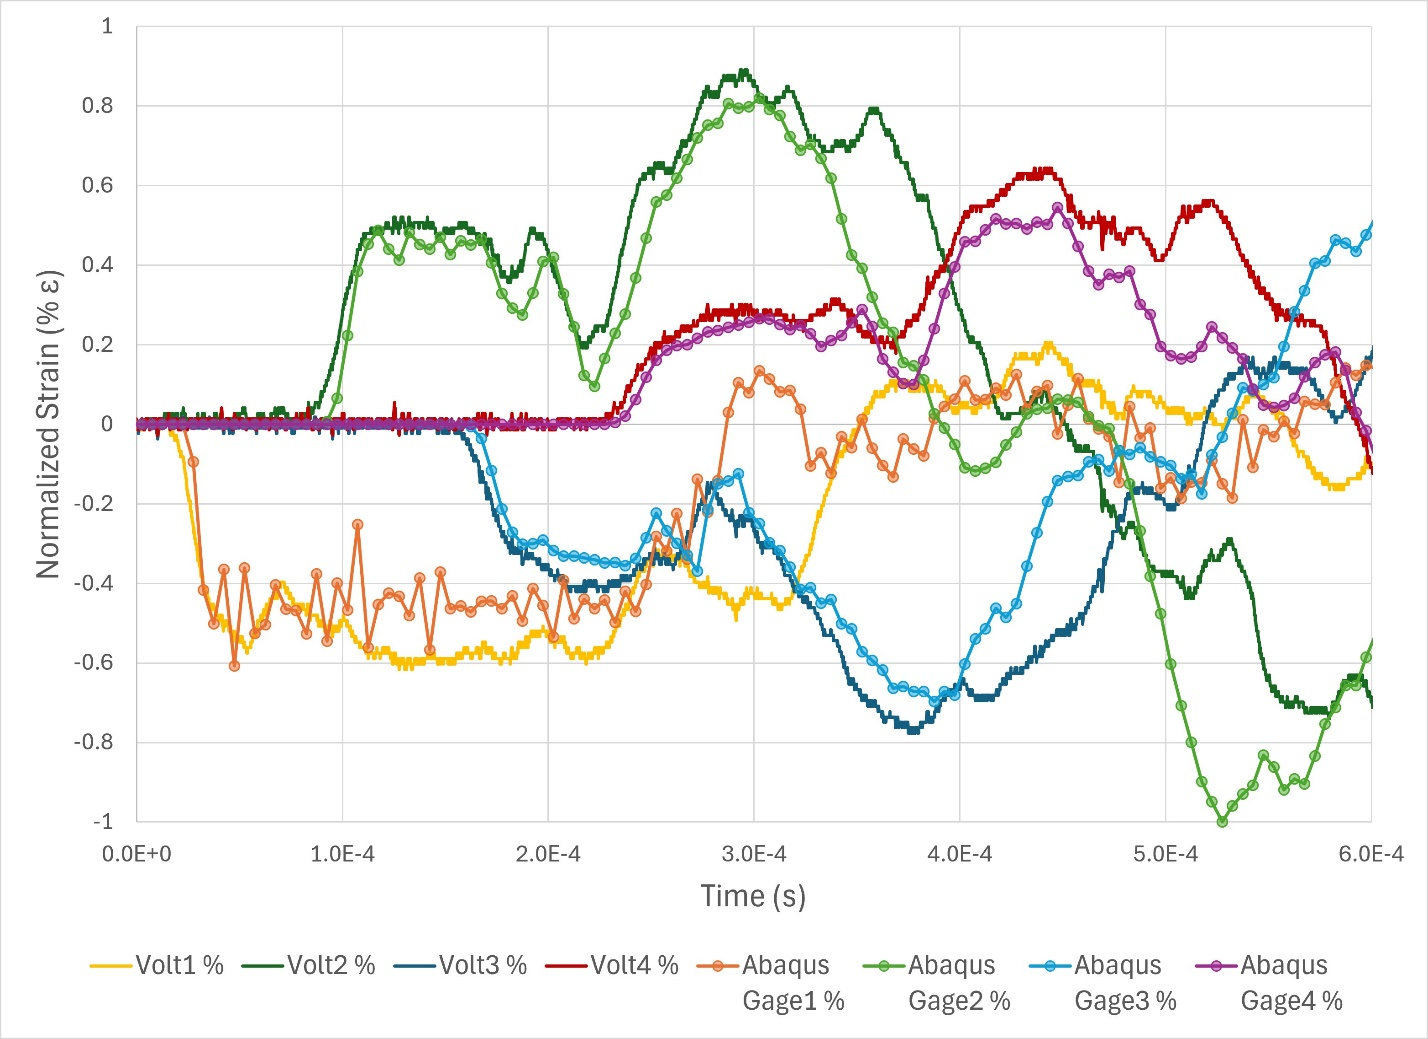 1
0.8
0.6
0.4
0.2
0
-0.2
-0.4
-0.6
-0.8
-1
Normalized Strain (% ε)
0.0E+0 1.0E-4 2.0E-4 3.0E-4 4.0E-4 5.0E-4 6.0E-4
Time (s)
Volt1 % Volt2 % Volt3 % Volt4 % Abaqus Abaqus Abaqus Abaqus
Gage1 % Gage2 % Gage3 % Gage4 %